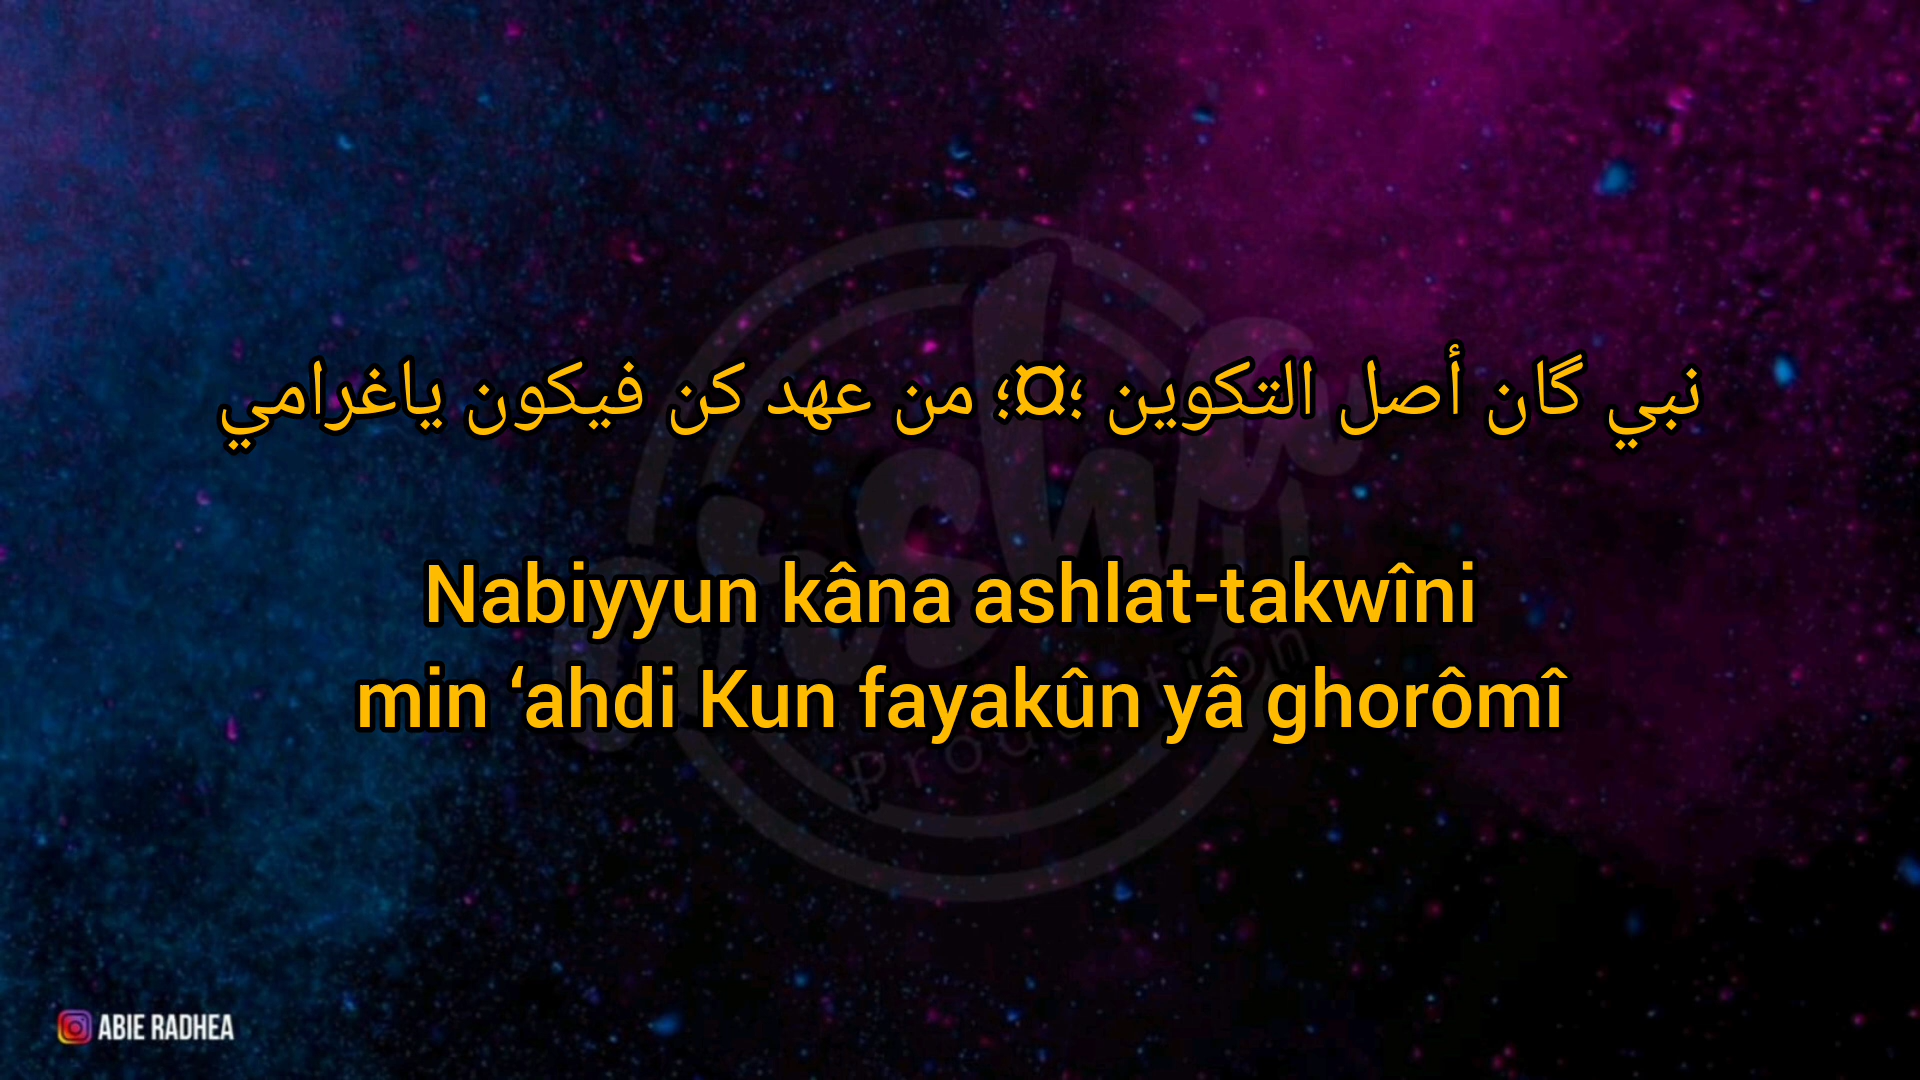 نبي گان أصل التكوين ؛¤؛ من عهد كن فيكون ياغرامي
Nabiyyun kâna ashlat-takwîni
min ‘ahdi Kun fayakûn yâ ghorômî
Production
ABIE RADHEA